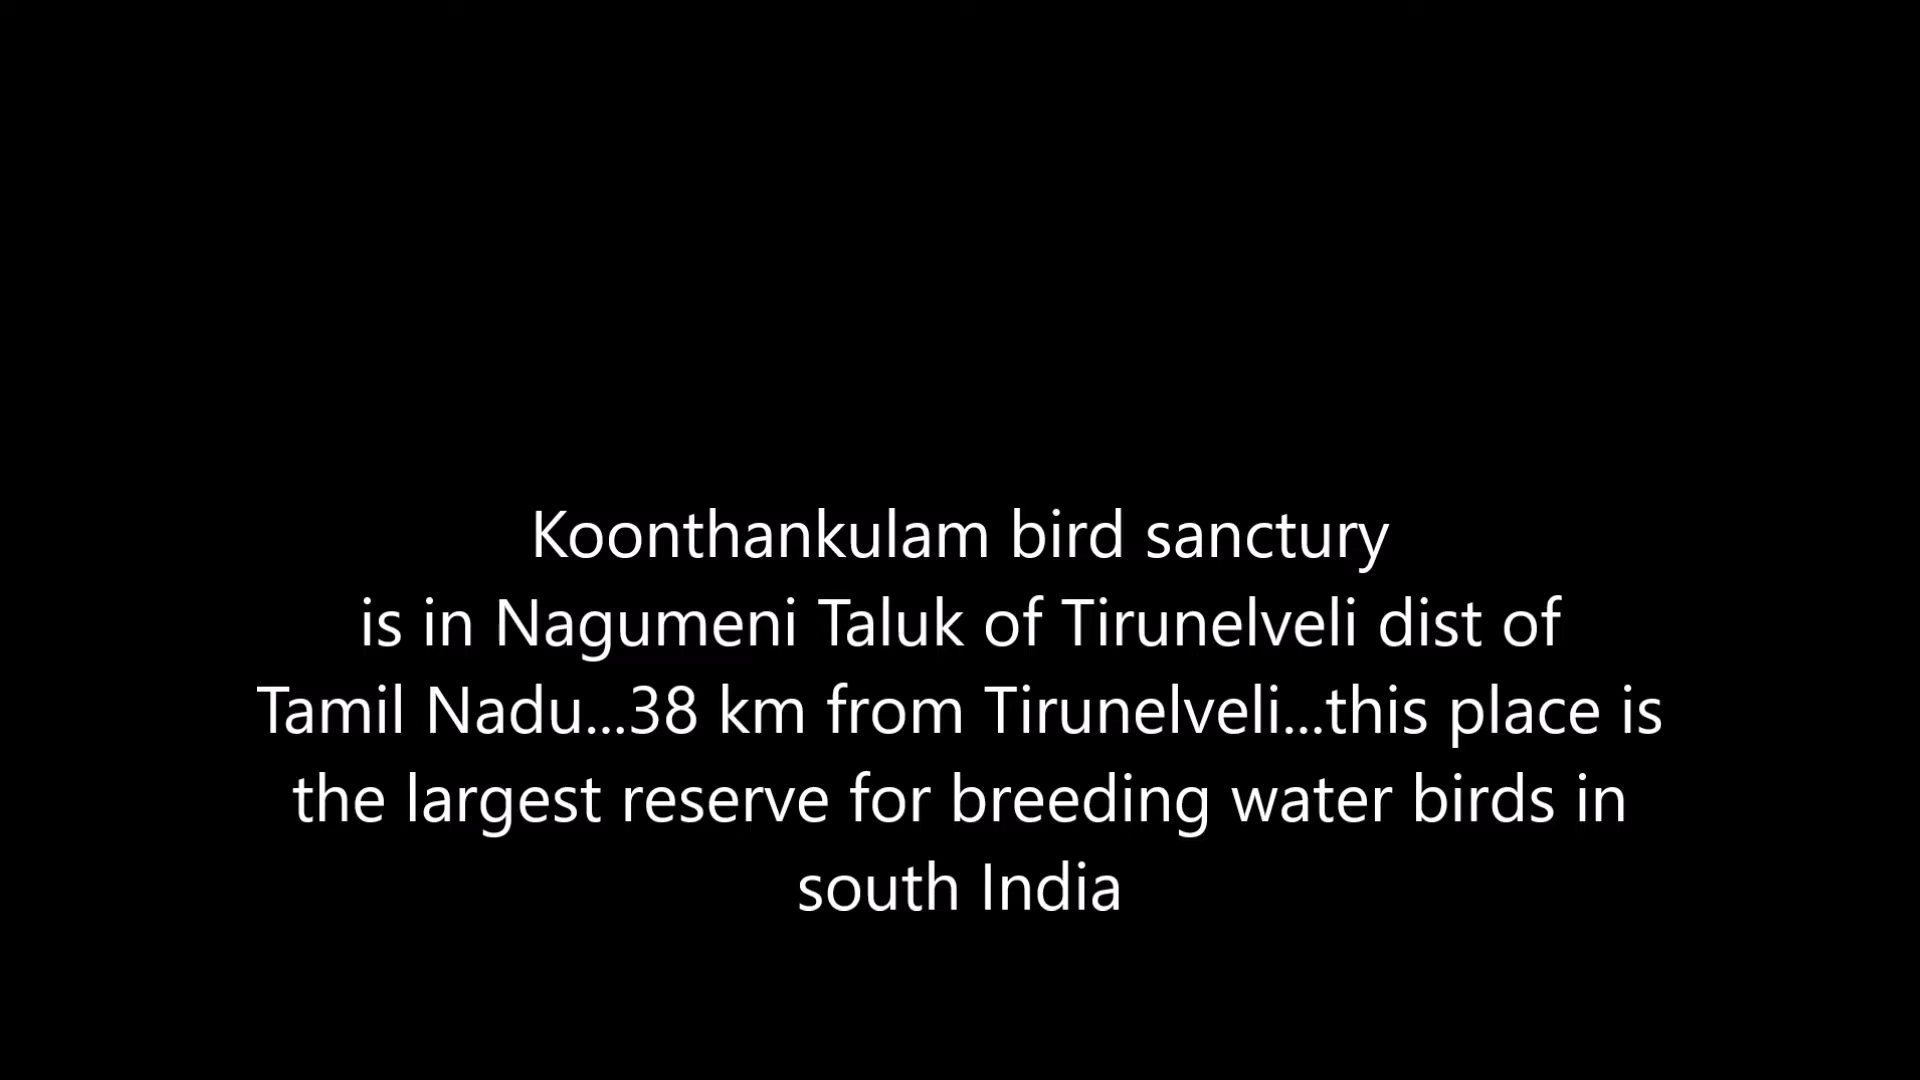 Koonthankulam bird sanctury
is in Nagumeni Taluk of Tirunelveli dist of
Tamil Nadu...38 km from Tirunelveli...this place is
the largest reserve for breeding water birds in
south India